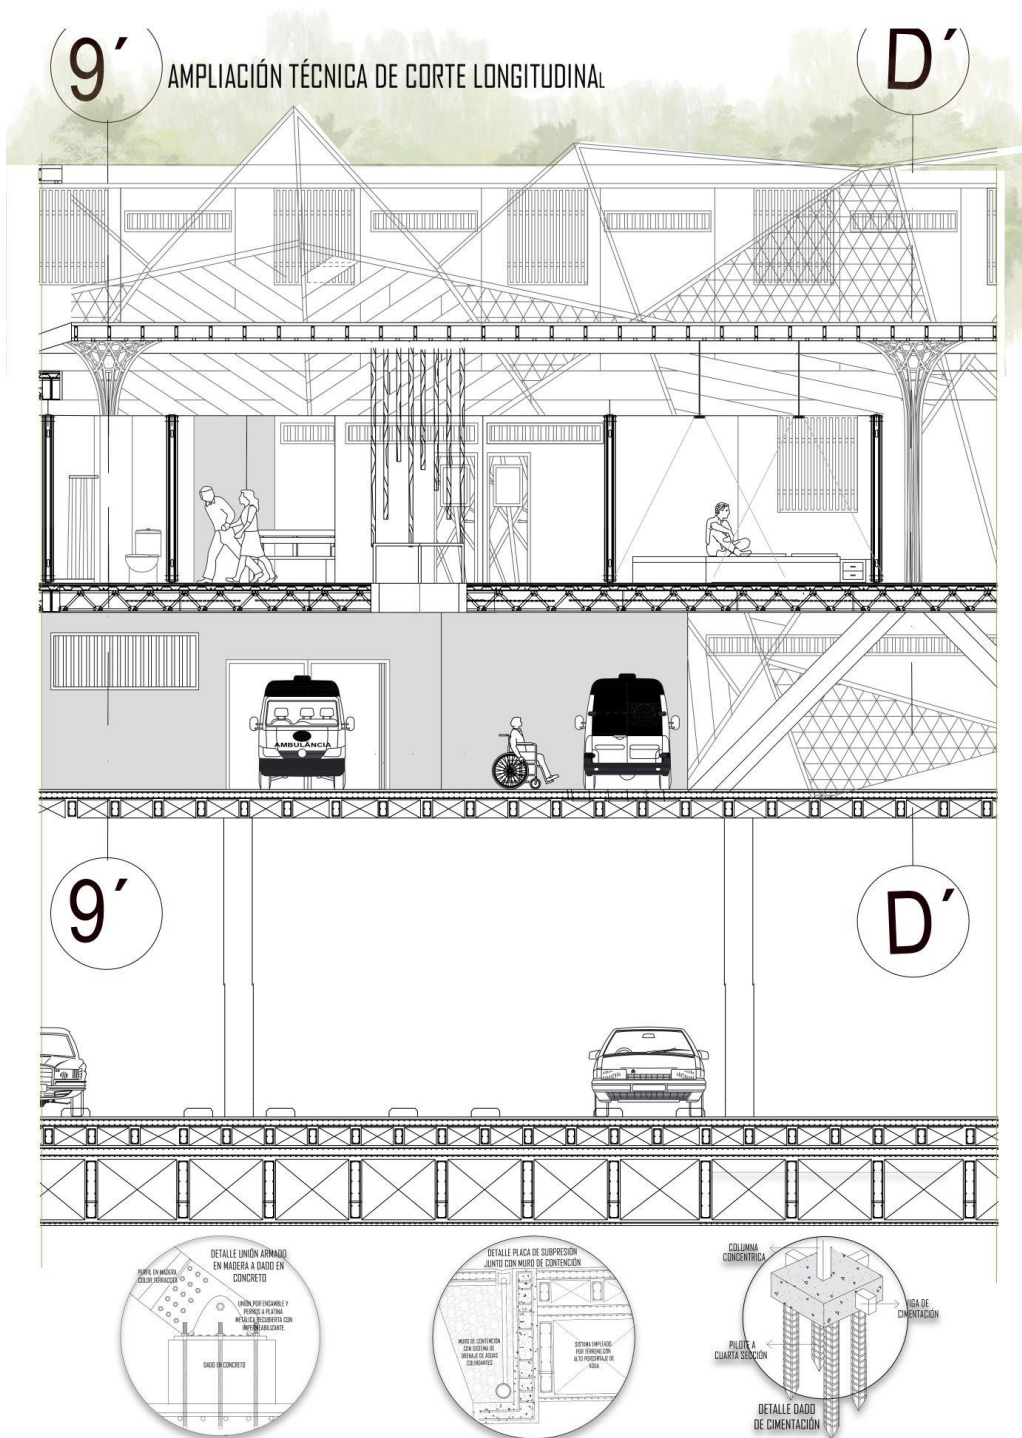 9´
D´
AMPLIACIÓN TÉCNICA DE CORTE LONGITUDINAL
AMBULANCIA
9´
D´
DETALLE UNIÓN ARMADO
EN MADERA A DADO EN
CONCRETO
PERFIL EN MADERA
COLOR TERRACOTA
UNIÓN POR ENSAMBLE Y
PERNOS A PLATINA
METÁLICA RECUBIERTA CON
IMPERMEABILIZANTE.
DADO EN CONCRETO
DETALLE PLACA DE SUBPRESIÓN
JUNTO CON MURO DE CONTENCIÓN
MURO DE CONTENCIÓN
CON SISTEMA DE
DRENAJE DE AGUAS
COLINDANTES
SISTEMA EMPLEADO
POR TERRENO CON
ALTO PORCENTAJE DE
AGUA
COLUMNA
CONCENTRICA
VIGA DE
CIMENTACIÓN
PILOTE A
CUARTA SECCIÓN
DETALLE DADO
DE CIMENTACIÓN